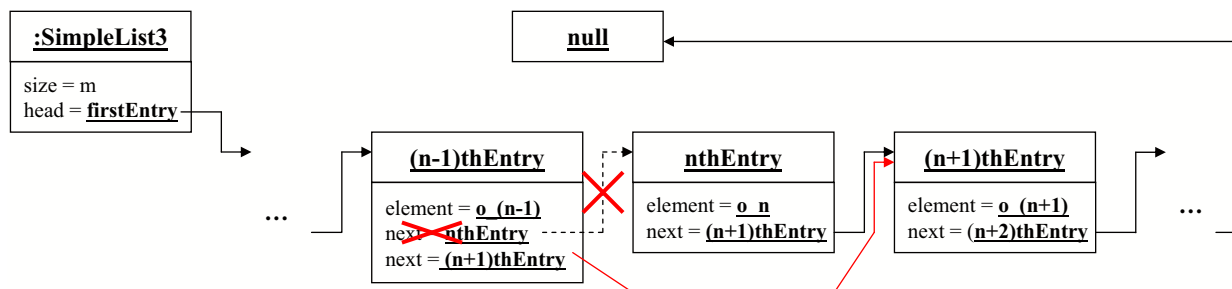 :SimpleList3
size = m
head = firstEntry
null
...
(n-1)thEntry
element = o_(n-1)
next = nthEntry
next = (n+1)thEntry
nthEntry
element = o_n
next = (n+1)thEntry
(n+1)thEntry
element = o_(n+1)
next = (n+2)thEntry
...